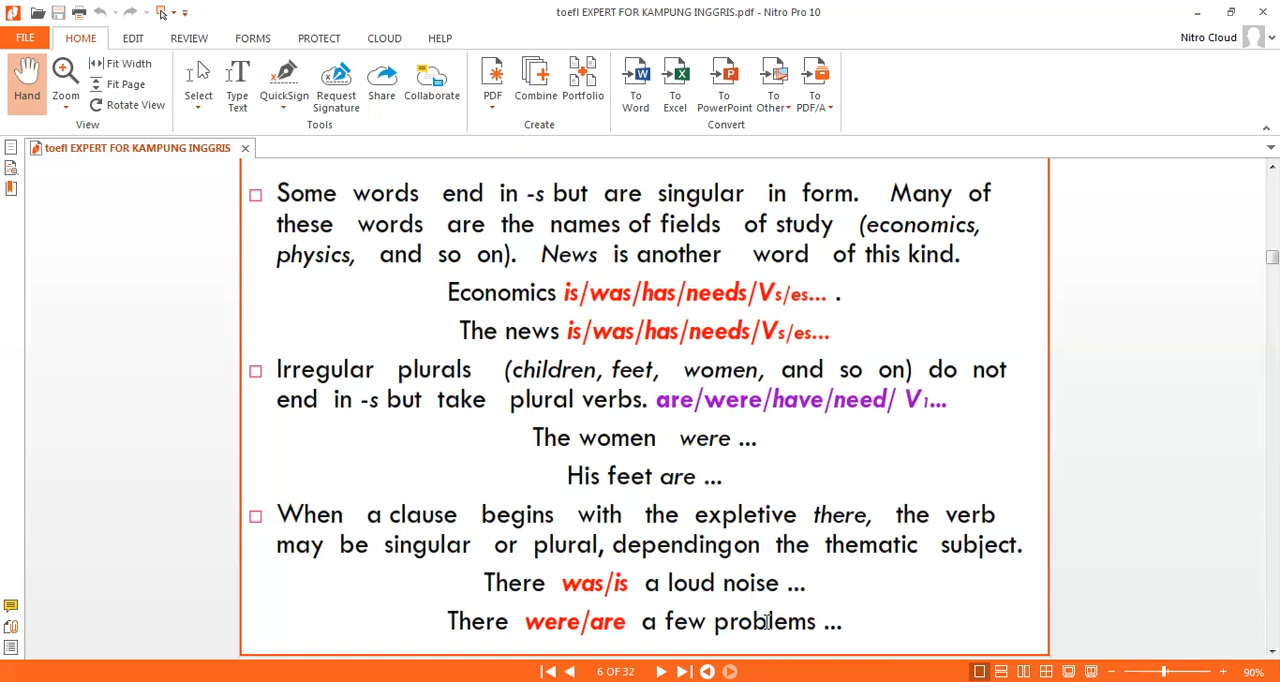 toefl EXPERT FOR KAMPUNG INGGRIS.pdf - Nitro Pro 10
FILE HOME EDIT REVIEW FORMS PROTECT CLOUD HELP Nitro Cloud
Hand
Zoom
Fit Width
Fit Page
Rotate View
View
Select
Type Text
QuickSign
Request Signature
Share
Collaborate
Tools
PDF
Combine
Portfolio
Create
To Word
To Excel
To PowerPoint
To Other
To PDF/A
Convert
toefl EXPERT FOR KAMPUNG INGGRIS
Some words end in -s but are singular in form. Many of
these words are the names of fields of study (economics,
physics, and so on). News is another word of this kind.
Economics is/was/has/needs/Vs/es... .
The news is/was/has/needs/Vs/es...
Irregular plurals (children, feet, women, and so on) do not
end in -s but take plural verbs. are/were/have/need/ V1...
The women were ...
His feet are ...
When a clause begins with the expletive there, the verb
may be singular or plural, dependingon the thematic subject.
There was/is a loud noise ...
There were/are a few problems ...
6 OF 32
90%